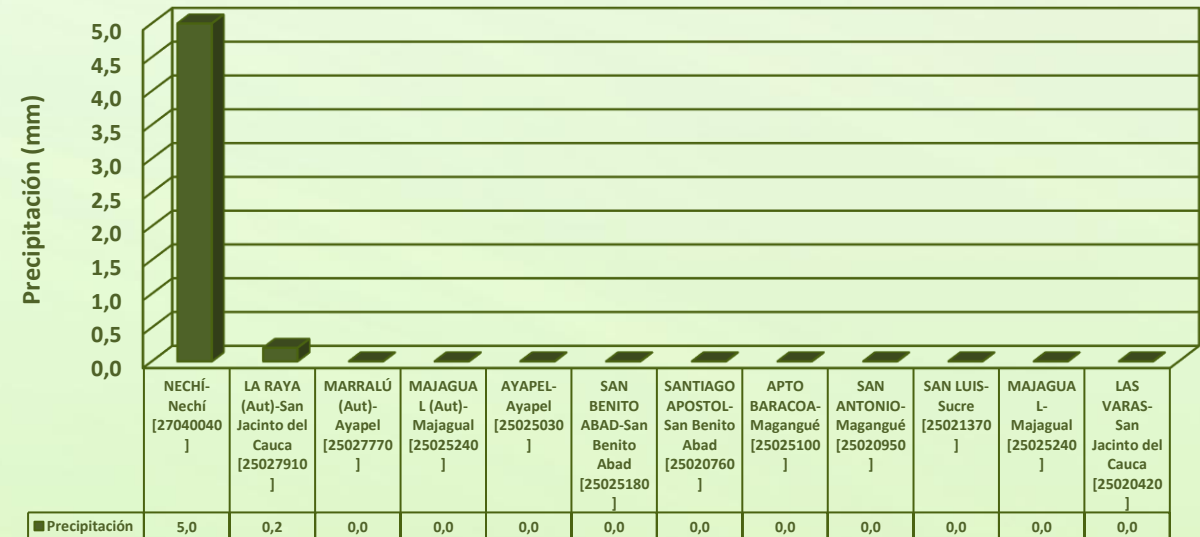 Precipitación (mm)
5,0
4,5
4,0
3,5
3,0
2,5
2,0
1,5
1,0
0,5
0,0
NECHÍ-
Nechí
[27040040
]
LA RAYA
(Aut)-San
Jacinto del
Cauca
[25027910
]
MARRALÚ
(Aut)-
Ayapel
[25027770
]
MAJAGUA
L (Aut)-
Majagual
[25025240
]
AYAPEL-
Ayapel
[25025030
]
SAN
BENITO
ABAD-San
Benito
Abad
[25025180
]
SANTIAGO
APOSTOL-
San Benito
Abad
[25020760
]
APTO
BARACOA-
Magangué
[25025100
]
SAN
ANTONIO-
Magangué
[25020950
]
SAN LUIS-
Sucre
[25021370
]
MAJAGUA
L-
Majagual
[25025240
]
LAS
VARAS-
San
Jacinto del
Cauca
[25020420
]
Precipitación 5,0 0,2 0,0 0,0 0,0 0,0 0,0 0,0 0,0 0,0 0,0 0,0